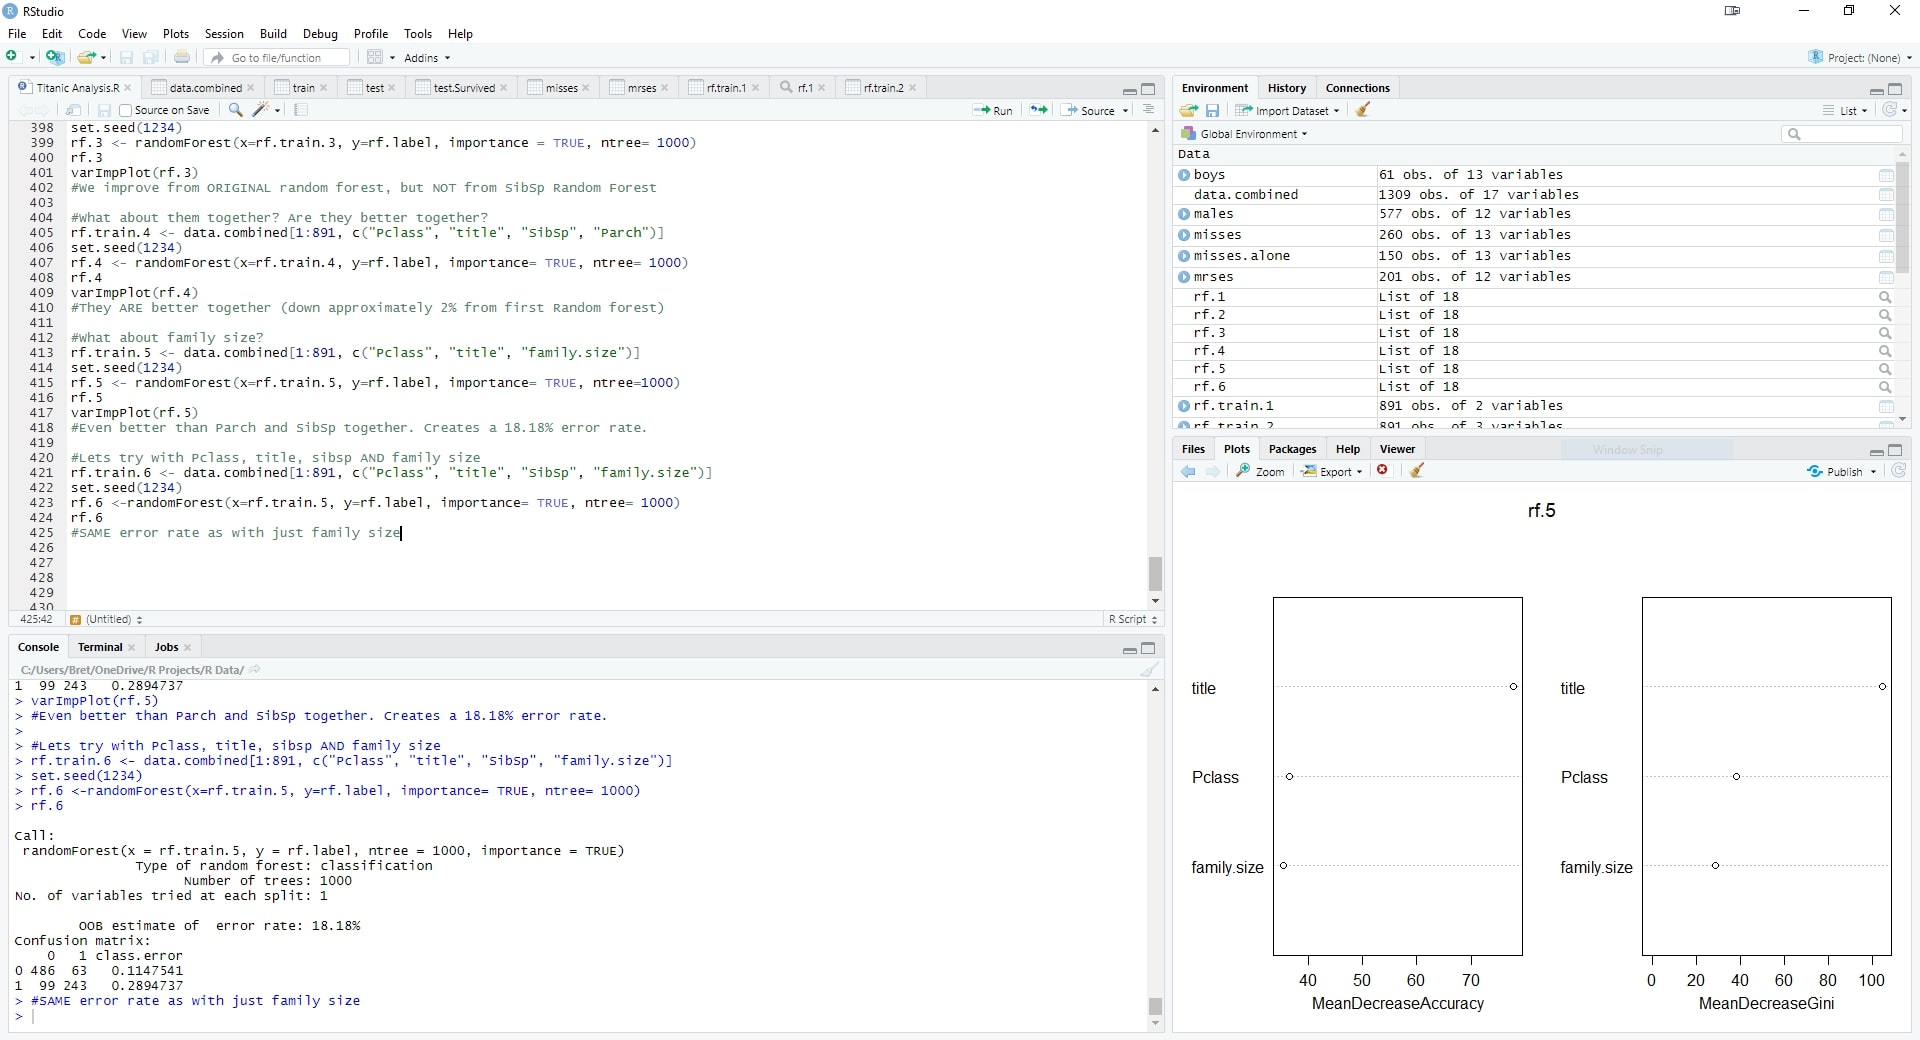 RStudio
File Edit Code View Plots Session Build Debug Profile Tools Help
Go to file/function Addins Project: (None)
Titanic Analysis.R data.combined train test test.Survived misses mrses rf.train.1 rf.1 rf.train.2
Source on Save Run Source
398 set.seed(1234)
399 rf.3 <- randomForest(x=rf.train.3, y=rf.label, importance = TRUE, ntree= 1000)
400 rf.3
401 varImpPlot(rf.3)
402 #We improve from ORIGINAL random forest, but NOT from SibSp Random Forest
403
404 #What about them together? Are they better together?
405 rf.train.4 <- data.combined[1:891, c("Pclass", "title", "SibSp", "Parch")]
406 set.seed(1234)
407 rf.4 <- randomForest(x=rf.train.4, y=rf.label, importance= TRUE, ntree= 1000)
408 rf.4
409 varImpPlot(rf.4)
410 #They ARE better together (down approximately 2% from first Random forest)
411
412 #What about family size?
413 rf.train.5 <- data.combined[1:891, c("Pclass", "title", "family.size")]
414 set.seed(1234)
415 rf.5 <- randomForest(x=rf.train.5, y=rf.label, importance= TRUE, ntree=1000)
416 rf.5
417 varImpPlot(rf.5)
418 #Even better than Parch and SibSp together. Creates a 18.18% error rate.
419
420 #Lets try with Pclass, title, sibsp AND family size
421 rf.train.6 <- data.combined[1:891, c("Pclass", "title", "SibSp", "family.size")]
422 set.seed(1234)
423 rf.6 <-randomForest(x=rf.train.5, y=rf.label, importance= TRUE, ntree= 1000)
424 rf.6
425 #SAME error rate as with just family size
426
427
428
429
430
425:42 # (Untitled) R Script
Console Terminal Jobs
C:/Users/Bret/OneDrive/R Projects/R Data/
1 99 243 0.2894737
> varImpPlot(rf.5)
> #Even better than Parch and SibSp together. Creates a 18.18% error rate.
>
> #Lets try with Pclass, title, sibsp AND family size
> rf.train.6 <- data.combined[1:891, c("Pclass", "title", "SibSp", "family.size")]
> set.seed(1234)
> rf.6 <-randomForest(x=rf.train.5, y=rf.label, importance= TRUE, ntree= 1000)
> rf.6
Call:
randomForest(x = rf.train.5, y = rf.label, ntree = 1000, importance = TRUE)
Type of random forest: classification
Number of trees: 1000
No. of variables tried at each split: 1
OOB estimate of error rate: 18.18%
Confusion matrix:
0 1 class.error
0 486 63 0.1147541
1 99 243 0.2894737
> #SAME error rate as with just family size
>
Environment History Connections
Import Dataset List
Global Environment
Data
boys 61 obs. of 13 variables
data.combined 1309 obs. of 17 variables
males 577 obs. of 12 variables
misses 260 obs. of 13 variables
misses.alone 150 obs. of 13 variables
mrses 201 obs. of 12 variables
rf.1 List of 18
rf.2 List of 18
rf.3 List of 18
rf.4 List of 18
rf.5 List of 18
rf.6 List of 18
rf.train.1 891 obs. of 2 variables
rf.train.2 891 obs. of 3 variables
Files Plots Packages Help Viewer Window Snip
Zoom Export Publish
rf.5
title title
Pclass Pclass
family.size family.size
40 50 60 70 0 20 40 60 80 100
MeanDecreaseAccuracy MeanDecreaseGini